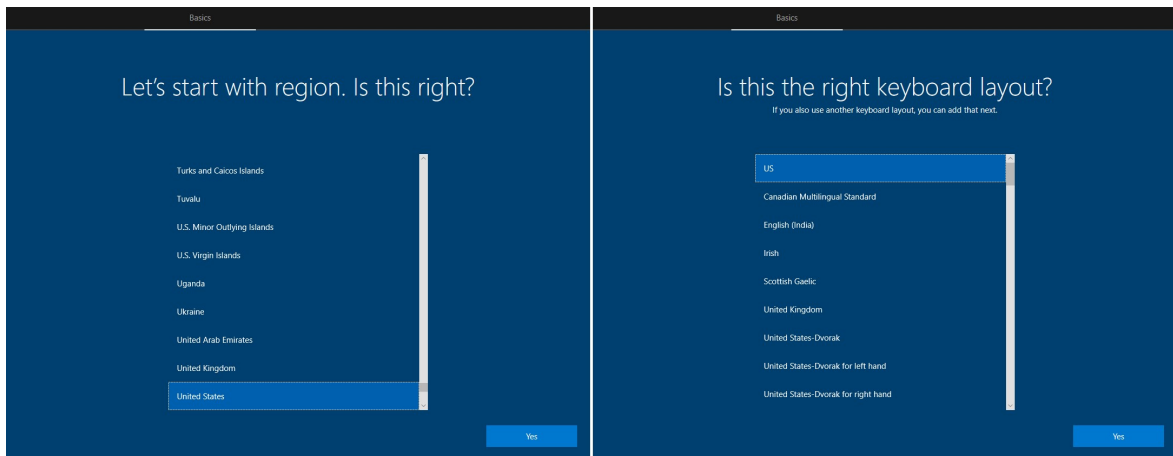 Basics
Let's start with region. Is this right?
Turks and Caicos Islands
Tuvalu
U.S. Minor Outlying Islands
U.S. Virgin Islands
Uganda
Ukraine
United Arab Emirates
United Kingdom
United States
Yes
Basics
Is this the right keyboard layout?
If you also use another keyboard layout, you can add that next.
US
Canadian Multilingual Standard
English (India)
Irish
Scottish Gaelic
United Kingdom
United States-Dvorak
United States-Dvorak for left hand
United States-Dvorak for right hand
Yes